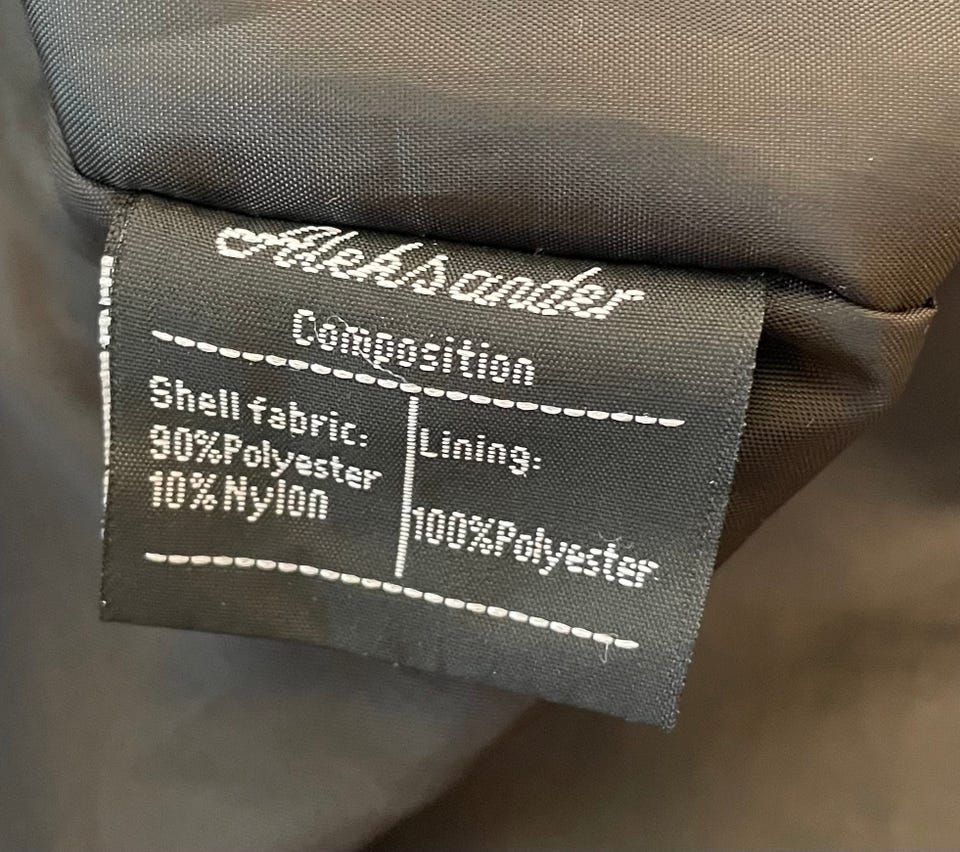 Aleksander
Composition
Shell fabric:
90%Polyester
10%Nylon
Lining:
100%Polyester